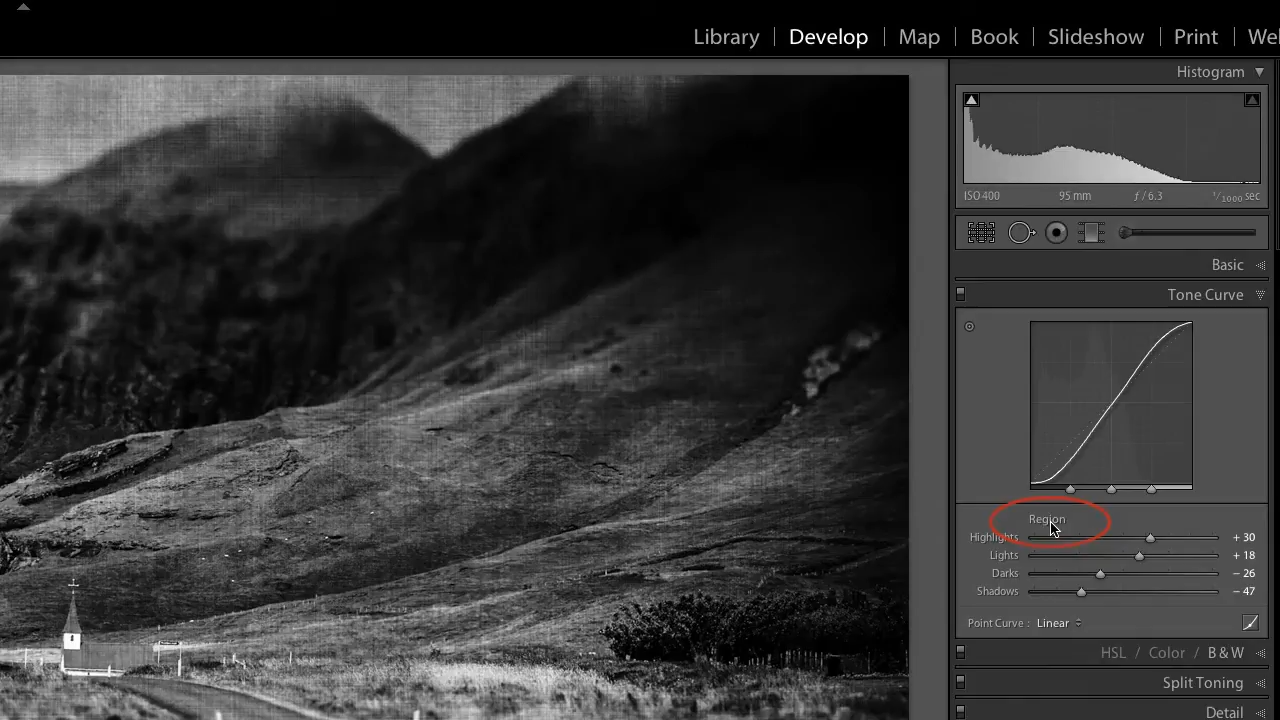 Library | Develop | Map | Book | Slideshow | Print | We
Histogram
ISO 400 95 mm ƒ / 6.3 1/1000 sec
Basic
Tone Curve
Region
Highlights + 30
Lights + 18
Darks − 26
Shadows − 47
Point Curve : Linear
HSL / Color / B & W
Split Toning
Detail